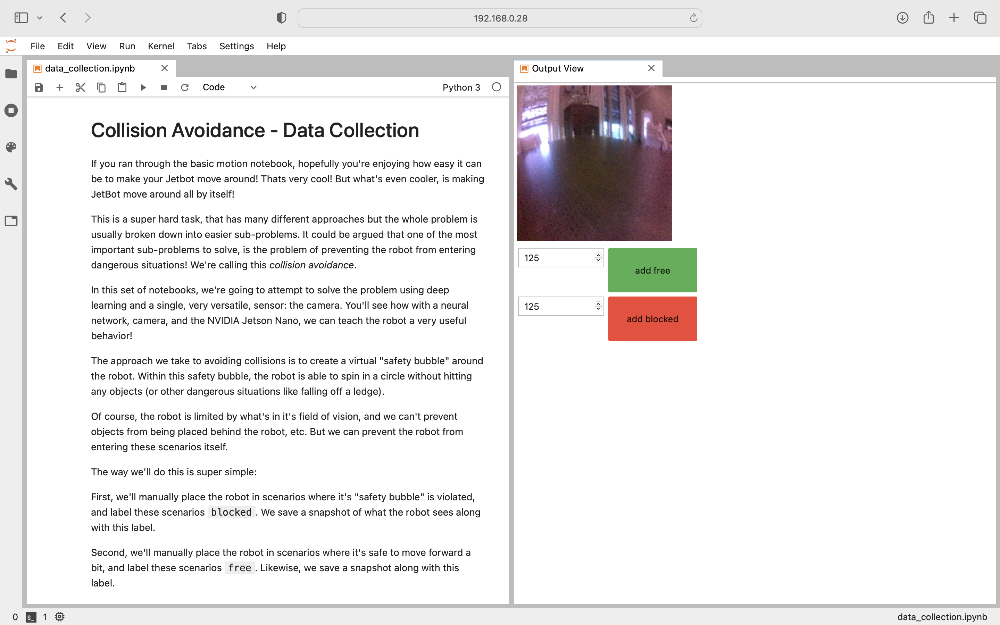 192.168.0.28
File Edit View Run Kernel Tabs Settings Help
data_collection.ipynb
Code
Python 3
Collision Avoidance - Data Collection
If you ran through the basic motion notebook, hopefully you're enjoying how easy it can
be to make your Jetbot move around! Thats very cool! But what's even cooler, is making
JetBot move around all by itself!
This is a super hard task, that has many different approaches but the whole problem is
usually broken down into easier sub-problems. It could be argued that one of the most
important sub-problems to solve, is the problem of preventing the robot from entering
dangerous situations! We're calling this collision avoidance.
In this set of notebooks, we're going to attempt to solve the problem using deep
learning and a single, very versatile, sensor: the camera. You'll see how with a neural
network, camera, and the NVIDIA Jetson Nano, we can teach the robot a very useful
behavior!
The approach we take to avoiding collisions is to create a virtual "safety bubble" around
the robot. Within this safety bubble, the robot is able to spin in a circle without hitting
any objects (or other dangerous situations like falling off a ledge).
Of course, the robot is limited by what's in it's field of vision, and we can't prevent
objects from being placed behind the robot, etc. But we can prevent the robot from
entering these scenarios itself.
The way we'll do this is super simple:
First, we'll manually place the robot in scenarios where it's "safety bubble" is violated,
and label these scenarios blocked . We save a snapshot of what the robot sees along
with this label.
Second, we'll manually place the robot in scenarios where it's safe to move forward a
bit, and label these scenarios free . Likewise, we save a snapshot along with this
label.
Output View
125
add free
125
add blocked
0 $_ 1
data_collection.ipynb